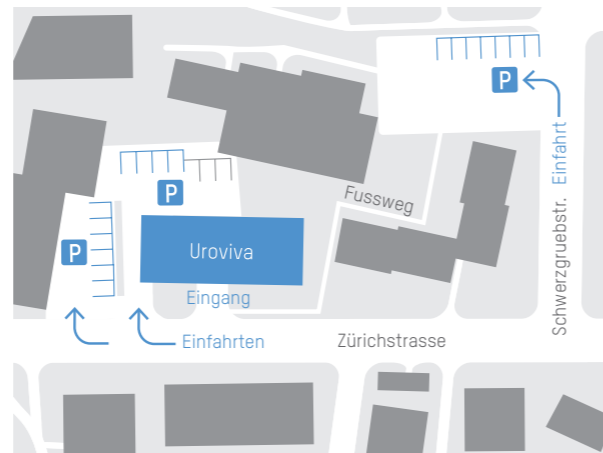 P
Schwerzgruebstr. Einfahrt
P
Fussweg
P
Uroviva
Eingang
Einfahrten
Zürichstrasse